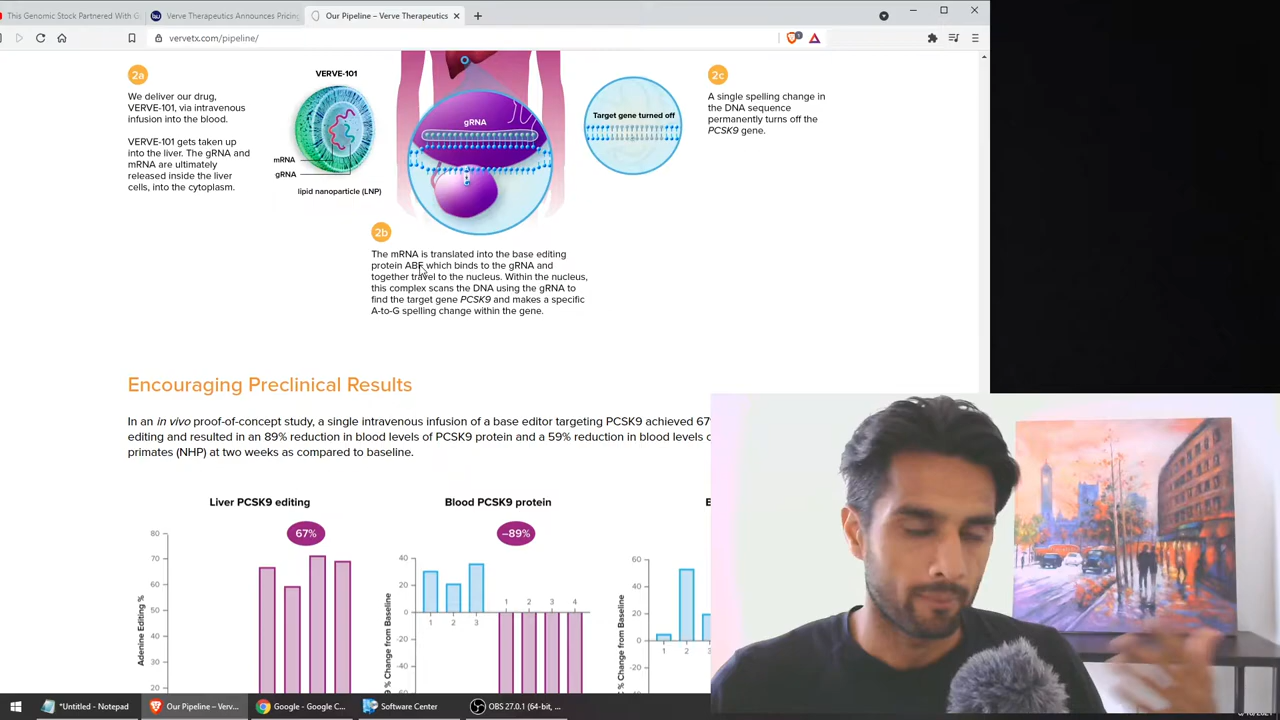 This Genomic Stock Partnered With G
Verve Therapeutics Announces Pricing
Our Pipeline – Verve Therapeutics
vervetx.com/pipeline/
2a
We deliver our drug,
VERVE-101, via intravenous
infusion into the blood.
VERVE-101 gets taken up
into the liver. The gRNA and
mRNA are ultimately
released inside the liver
cells, into the cytoplasm.
VERVE-101
mRNA
gRNA
lipid nanoparticle (LNP)
gRNA
Target gene turned off
2c
A single spelling change in
the DNA sequence
permanently turns off the
PCSK9 gene.
2b
The mRNA is translated into the base editing
protein ABE which binds to the gRNA and
together travel to the nucleus. Within the nucleus,
this complex scans the DNA using the gRNA to
find the target gene PCSK9 and makes a specific
A-to-G spelling change within the gene.
Encouraging Preclinical Results
In an in vivo proof-of-concept study, a single intravenous infusion of a base editor targeting PCSK9 achieved 67
editing and resulted in an 89% reduction in blood levels of PCSK9 protein and a 59% reduction in blood levels
primates (NHP) at two weeks as compared to baseline.
Liver PCSK9 editing
67%
Adenine Editing %
80
70
60
50
40
30
20
Blood PCSK9 protein
–89%
% Change from Baseline
40
20
0
-20
-40
1
2
3
1
2
3
4
% Change from Baseline
60
40
20
0
-20
1
2
*Untitled - Notepad
Our Pipeline – Verv...
Google - Google C...
Software Center
OBS 27.0.1 (64-bit, ...